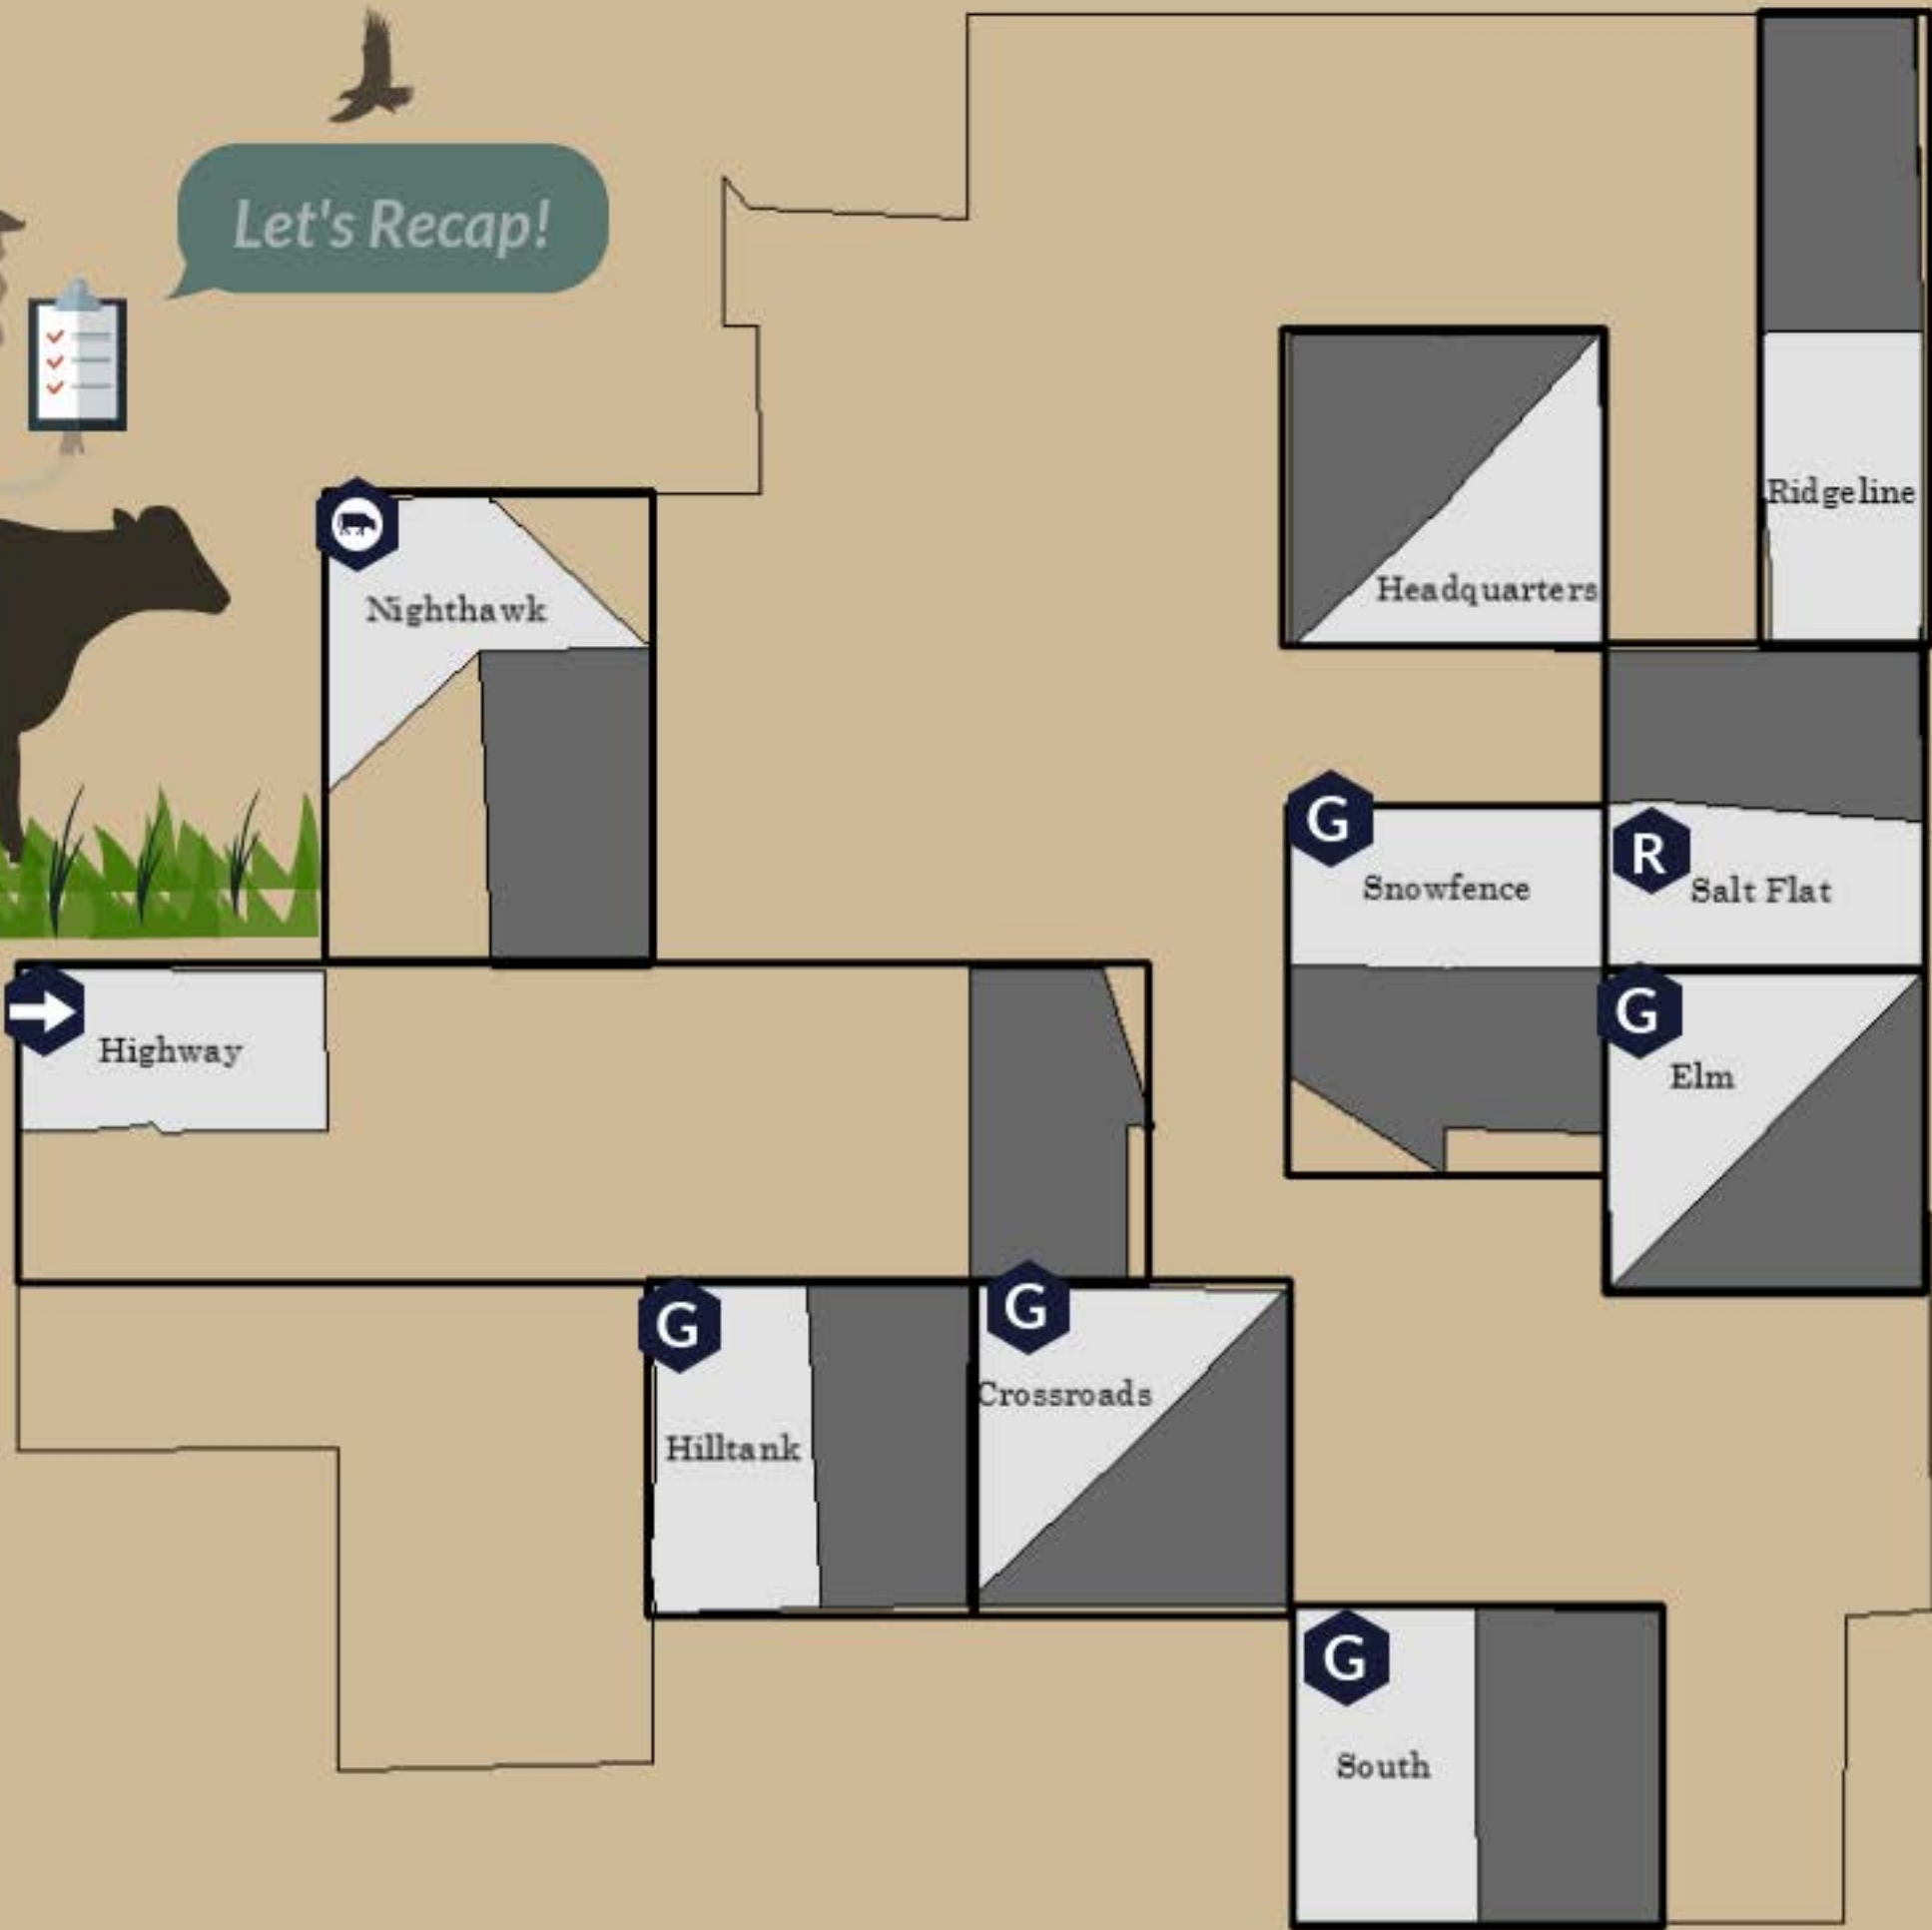 Let's Recap!
Ridgeline
Headquarters
Nighthawk
G
Snowfence
R
Salt Flat
Highway
G
Elm
G
Hilltank
G
Crossroads
G
South